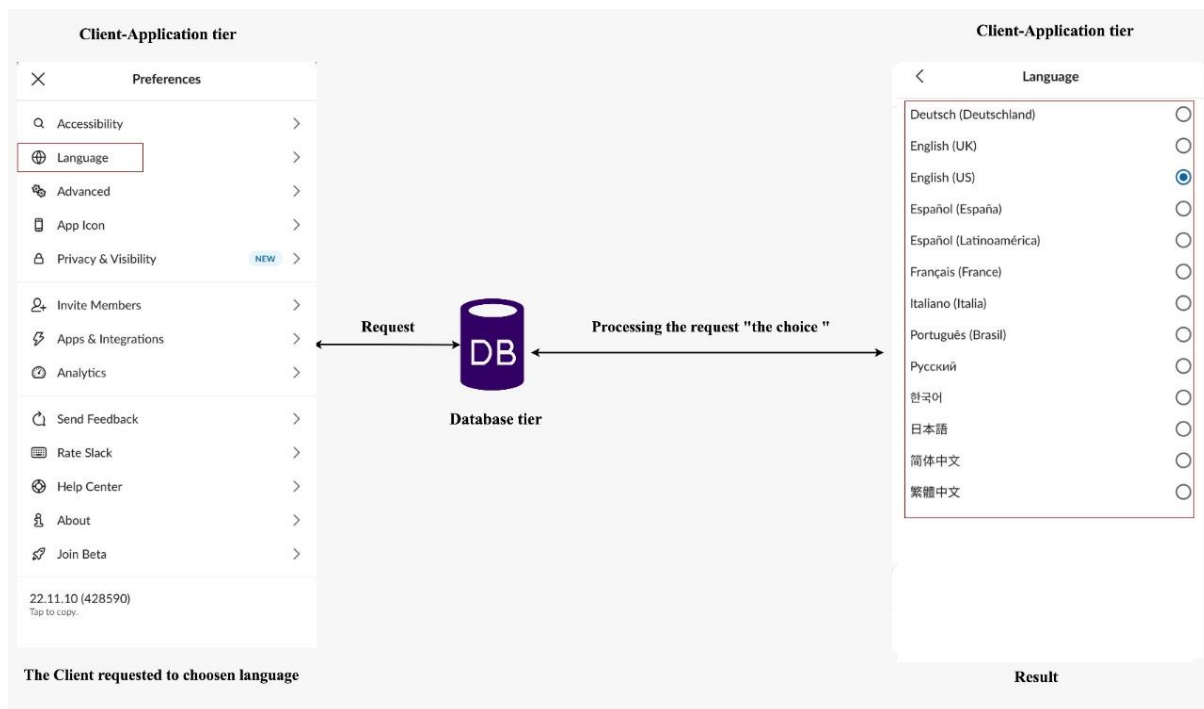 Client-Application tier
Preferences
Accessibility
Language
Advanced
App Icon
Privacy & Visibility NEW
Invite Members
Apps & Integrations
Analytics
Send Feedback
Rate Slack
Help Center
About
Join Beta
22.11.10 (428590)
Tap to copy.
The Client requested to choosen language
Request
DB
Database tier
Processing the request "the choice "
Client-Application tier
Language
Deutsch (Deutschland)
English (UK)
English (US)
Español (España)
Español (Latinoamérica)
Français (France)
Italiano (Italia)
Português (Brasil)
Русский
한국어
日本語
简体中文
繁體中文
Result